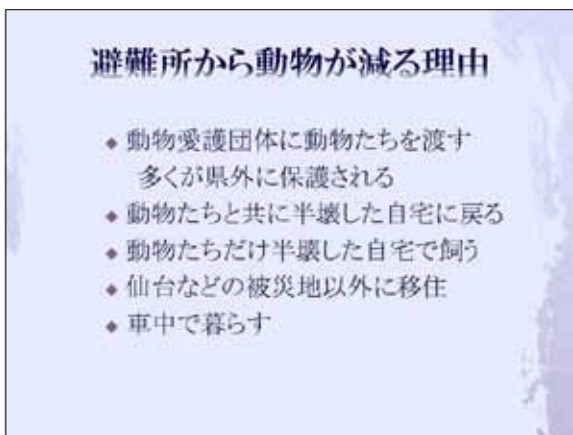 避難所から動物が減る理由
◆ 動物愛護団体に動物たちを渡す
多くが県外に保護される
◆ 動物たちと共に半壊した自宅に戻る
◆ 動物たちだけ半壊した自宅で飼う
◆ 仙台などの被災地以外に移住
◆ 車中で暮らす